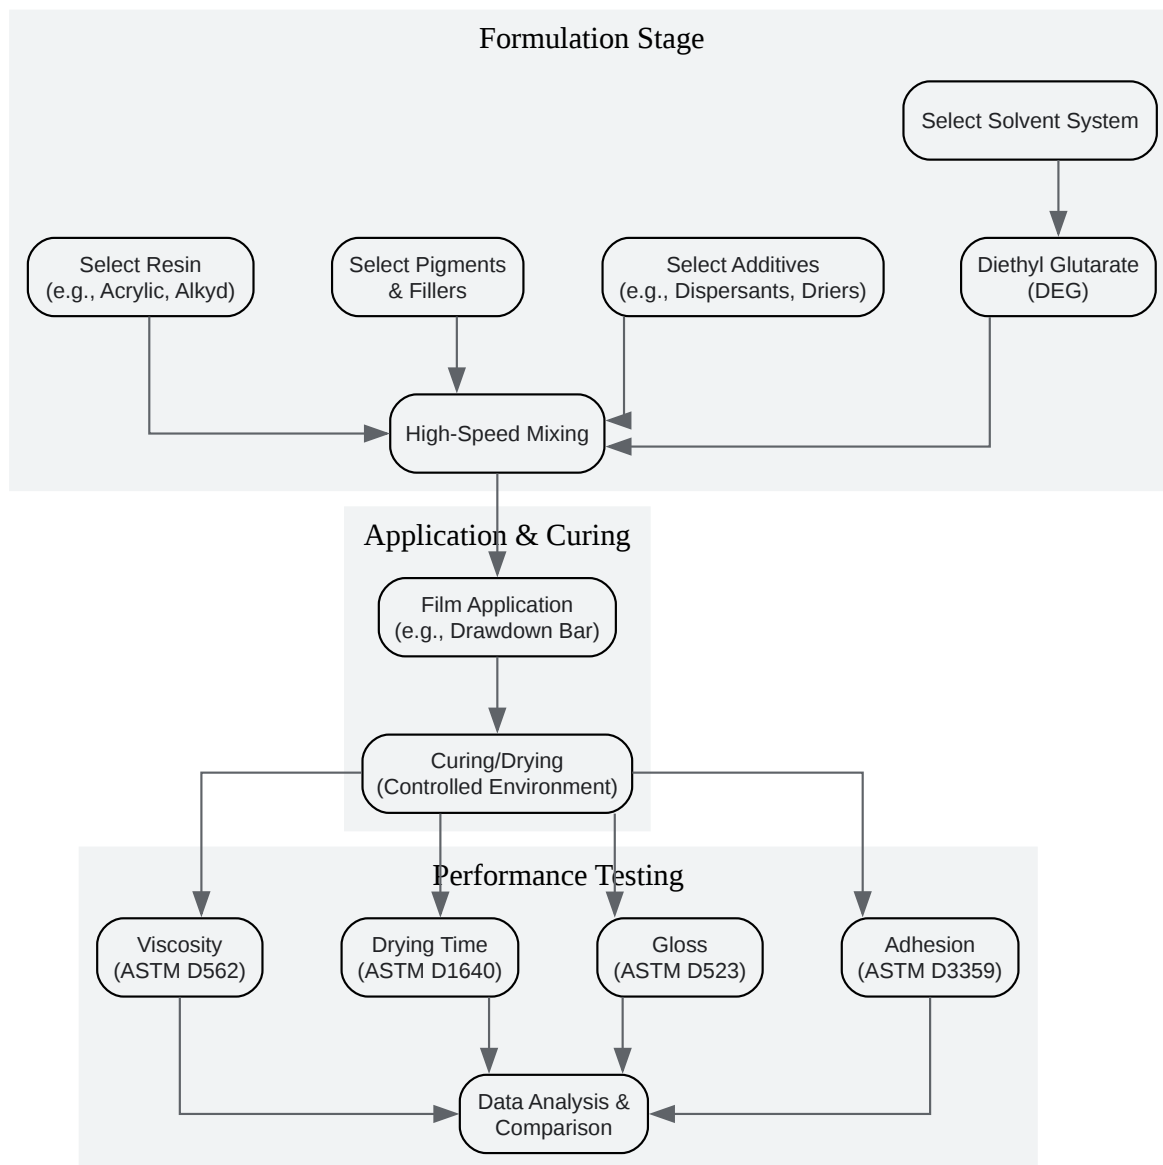 Formulation Stage
Select Solvent System
Select Resin
(e.g., Acrylic, Alkyd)
Select Pigments
& Fillers
Select Additives
(e.g., Dispersants, Driers)
Diethyl Glutarate
(DEG)
High-Speed Mixing
Application & Curing
Film Application
(e.g., Drawdown Bar)
Curing/Drying
(Controlled Environment)
Performance Testing
Viscosity
(ASTM D562)
Drying Time
(ASTM D1640)
Gloss
(ASTM D523)
Adhesion
(ASTM D3359)
Data Analysis &
Comparison